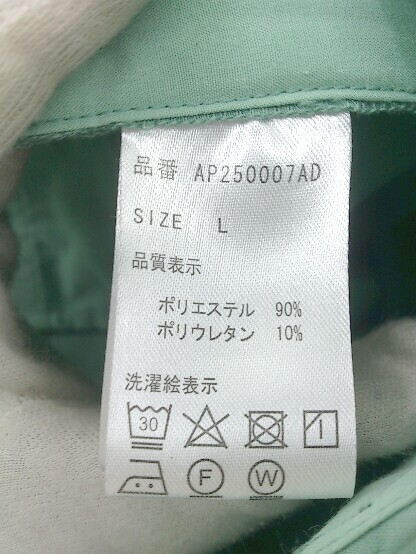 品番 AP250007AD
SIZE L
品質表示
ポリエステル 90%
ポリウレタン 10%
洗濯絵表示
30
F W